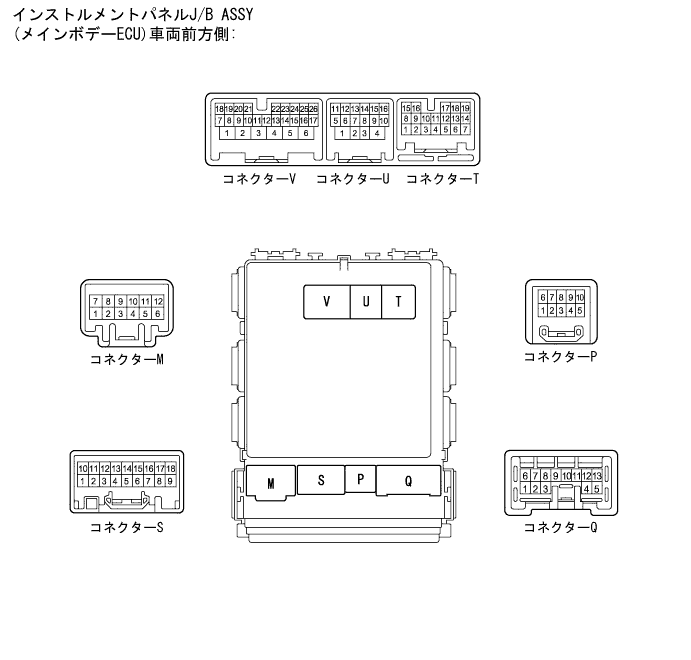 インストルメントパネルJ/B ASSY
(メインボデーECU)車両前方側:
18 19 20 21 22 23 24 25 26
7 8 9 10 11 12 13 14 15 16 17
1 2 3 4 5 6
11 12 13 14 15 16
5 6 7 8 9 10
1 2 3 4
15 16 17 18 19
8 9 10 11 12 13 14
1 2 3 4 5 6 7
コネクターV コネクターU コネクターT
V U T
7 8 9 10 11 12
1 2 3 4 5 6
コネクターM
6 7 8 9 10
1 2 3 4 5
コネクターP
10 11 12 13 14 15 16 17 18
1 2 3 4 5 6 7 8 9
コネクターS
M S P Q
6 7 8 9 10 11 12 13
1 2 3 4 5
コネクターQ